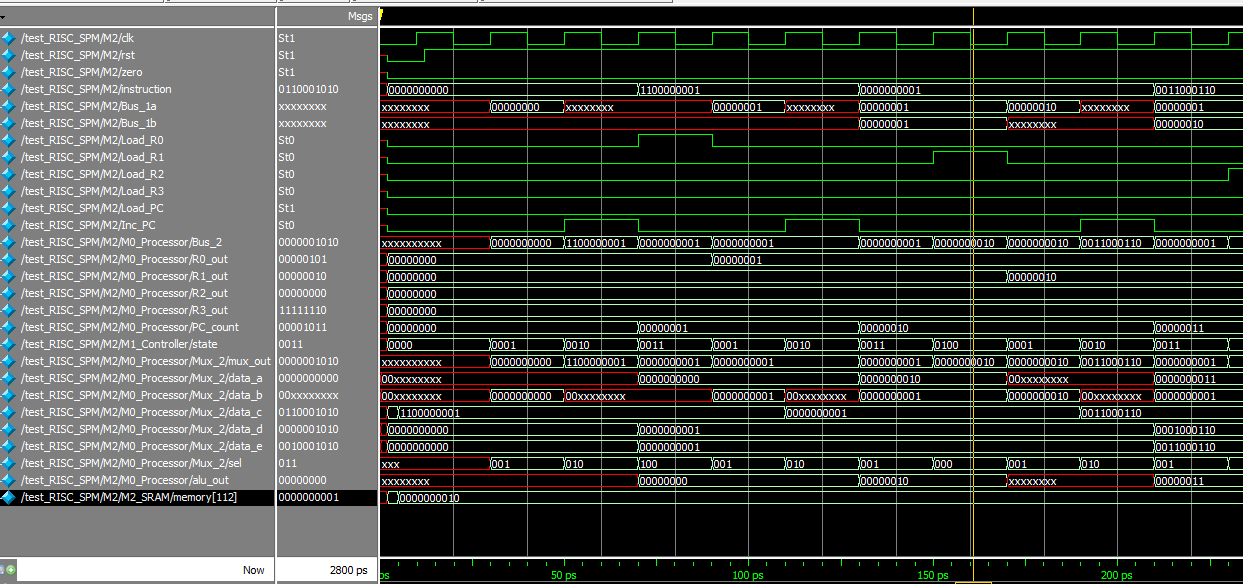 Msgs
/test_RISC_SPM/M2/clk St1
/test_RISC_SPM/M2/rst St1
/test_RISC_SPM/M2/zero St1
/test_RISC_SPM/M2/instruction 0110001010 0000000000 1100000001 0000000001 0011000110
/test_RISC_SPM/M2/Bus_1a xxxxxxxx xxxxxxxx 00000000 xxxxxxxx 00000001 xxxxxxxx 00000001 00000010 xxxxxxxx 00000001
/test_RISC_SPM/M2/Bus_1b xxxxxxxx xxxxxxxx 00000001 xxxxxxxx 00000010
/test_RISC_SPM/M2/Load_R0 St0
/test_RISC_SPM/M2/Load_R1 St0
/test_RISC_SPM/M2/Load_R2 St0
/test_RISC_SPM/M2/Load_R3 St0
/test_RISC_SPM/M2/Load_PC St1
/test_RISC_SPM/M2/Inc_PC St0
/test_RISC_SPM/M2/M0_Processor/Bus_2 0000001010 xxxxxxxxxx 0000000000 1100000001 0000000001 0000000001 0000000001 0000000010 0000000010 0011000110 0000000001
/test_RISC_SPM/M2/M0_Processor/R0_out 00000101 00000000 00000001
/test_RISC_SPM/M2/M0_Processor/R1_out 00000010 00000000 00000010
/test_RISC_SPM/M2/M0_Processor/R2_out 00000000 00000000
/test_RISC_SPM/M2/M0_Processor/R3_out 11111110 00000000
/test_RISC_SPM/M2/M0_Processor/PC_count 00001011 00000000 00000001 00000010 00000011
/test_RISC_SPM/M2/M1_Controller/state 0011 0000 0001 0010 0011 0001 0010 0011 0100 0001 0010 0011
/test_RISC_SPM/M2/M0_Processor/Mux_2/mux_out 0000001010 xxxxxxxxxx 0000000000 1100000001 0000000001 0000000001 0000000001 0000000010 0000000010 0011000110 0000000001
/test_RISC_SPM/M2/M0_Processor/Mux_2/data_a 0000000000 00xxxxxxxx 0000000000 0000000010 00xxxxxxxx 0000000011
/test_RISC_SPM/M2/M0_Processor/Mux_2/data_b 00xxxxxxxx 00xxxxxxxx 0000000000 00xxxxxxxx 0000000001 00xxxxxxxx 0000000001 0000000010 00xxxxxxxx 0000000001
/test_RISC_SPM/M2/M0_Processor/Mux_2/data_c 0110001010 1100000001 0000000001 0011000110
/test_RISC_SPM/M2/M0_Processor/Mux_2/data_d 0000001010 0000000000 0000000001 0001000110
/test_RISC_SPM/M2/M0_Processor/Mux_2/data_e 0010001010 0000000000 0000000001 0011000110
/test_RISC_SPM/M2/M0_Processor/Mux_2/sel 011 xxx 001 010 100 001 010 001 000 001 010 001
/test_RISC_SPM/M2/M0_Processor/alu_out 00000000 xxxxxxxx 00000000 00000010 xxxxxxxx 00000011
/test_RISC_SPM/M2/M2_SRAM/memory[112] 0000000001 0000000010
Now 2800 ps ps 50 ps 100 ps 150 ps 200 ps